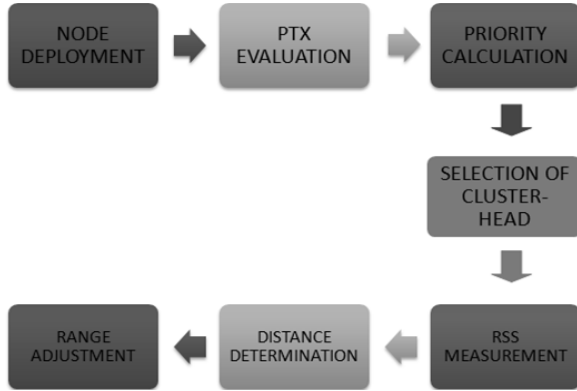 NODE
DEPLOYMENT
PTX
EVALUATION
PRIORITY
CALCULATION
SELECTION OF
CLUSTER-
HEAD
RSS
MEASUREMENT
DISTANCE
DETERMINATION
RANGE
ADJUSTMENT